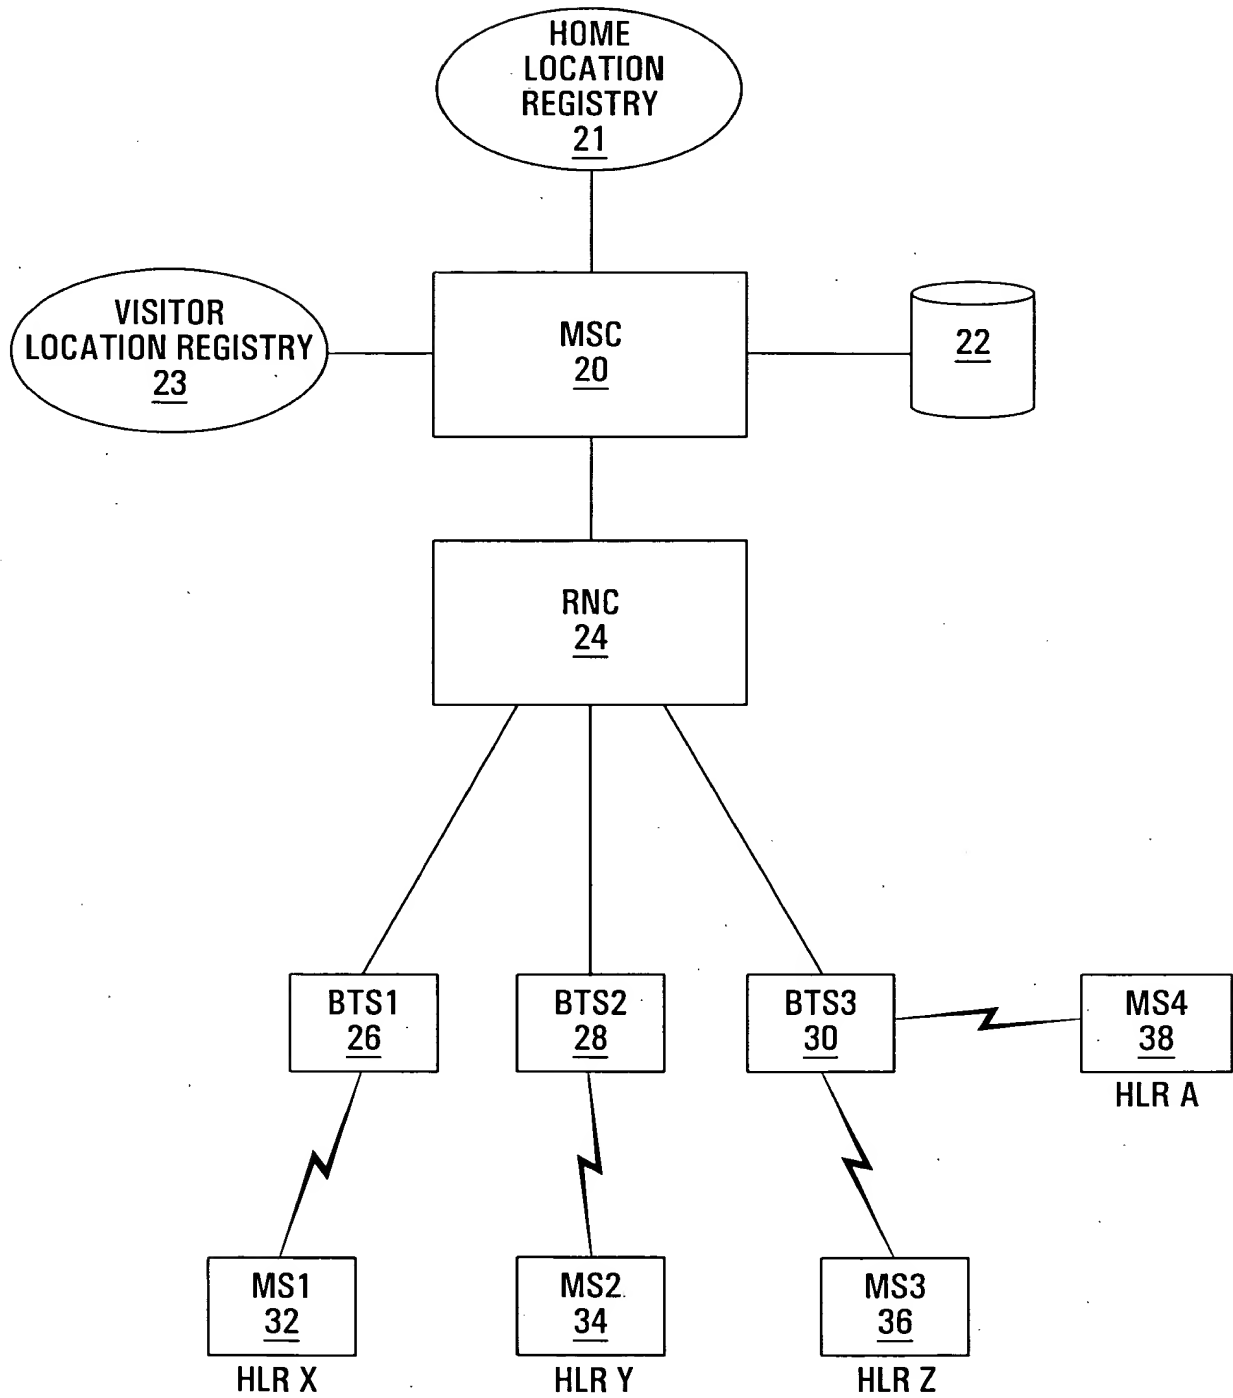 HOME
LOCATION
REGISTRY
21
VISITOR
LOCATION REGISTRY
23
MSC
20
22
RNC
24
BTS1
26
BTS2
28
BTS3
30
MS4
38
HLR A
MS1
32
HLR X
MS2
34
HLR Y
MS3
36
HLR Z